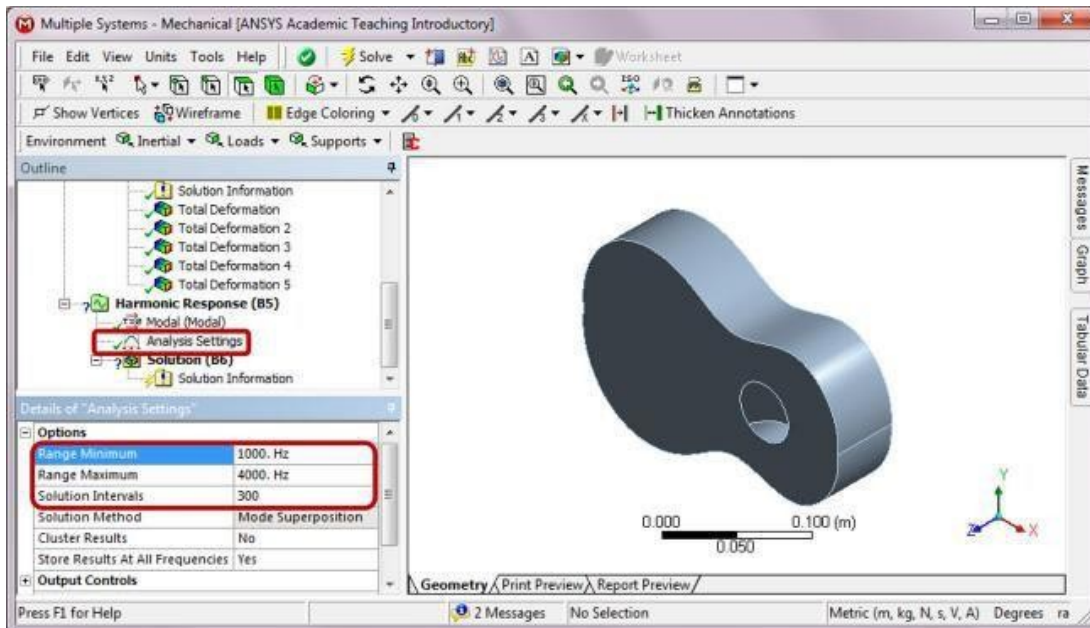 Multiple Systems - Mechanical [ANSYS Academic Teaching Introductory]
File Edit View Units Tools Help Solve Worksheet
Show Vertices Wireframe Edge Coloring Thicken Annotations
Environment Inertial Loads Supports
Outline
Solution Information
Total Deformation
Total Deformation 2
Total Deformation 3
Total Deformation 4
Total Deformation 5
Harmonic Response (B5)
Modal (Modal)
Analysis Settings
Solution (B6)
Solution Information
Details of "Analysis Settings"
Options
Range Minimum 1000. Hz
Range Maximum 4000. Hz
Solution Intervals 300
Solution Method Mode Superposition
Cluster Results No
Store Results At All Frequencies Yes
Output Controls
0.000 0.100 (m)
0.050
Y
Z X
Geometry Print Preview Report Preview
Messages
Graph
Tabular Data
Press F1 for Help 2 Messages No Selection Metric (m, kg, N, s, V, A) Degrees ra